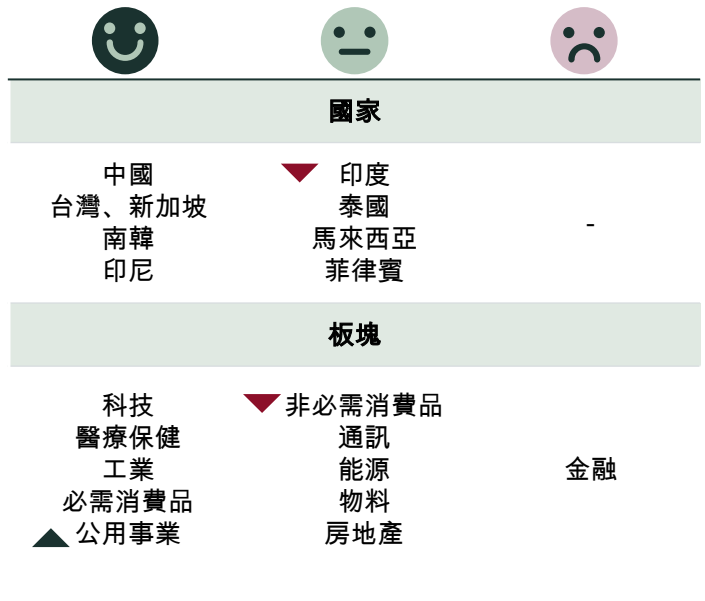 國家
中國
台灣、新加坡
南韓
印尼
印度
泰國
馬來西亞
菲律賓
-
板塊
科技
醫療保健
工業
必需消費品
公用事業
非必需消費品
通訊
能源
物料
房地產
金融